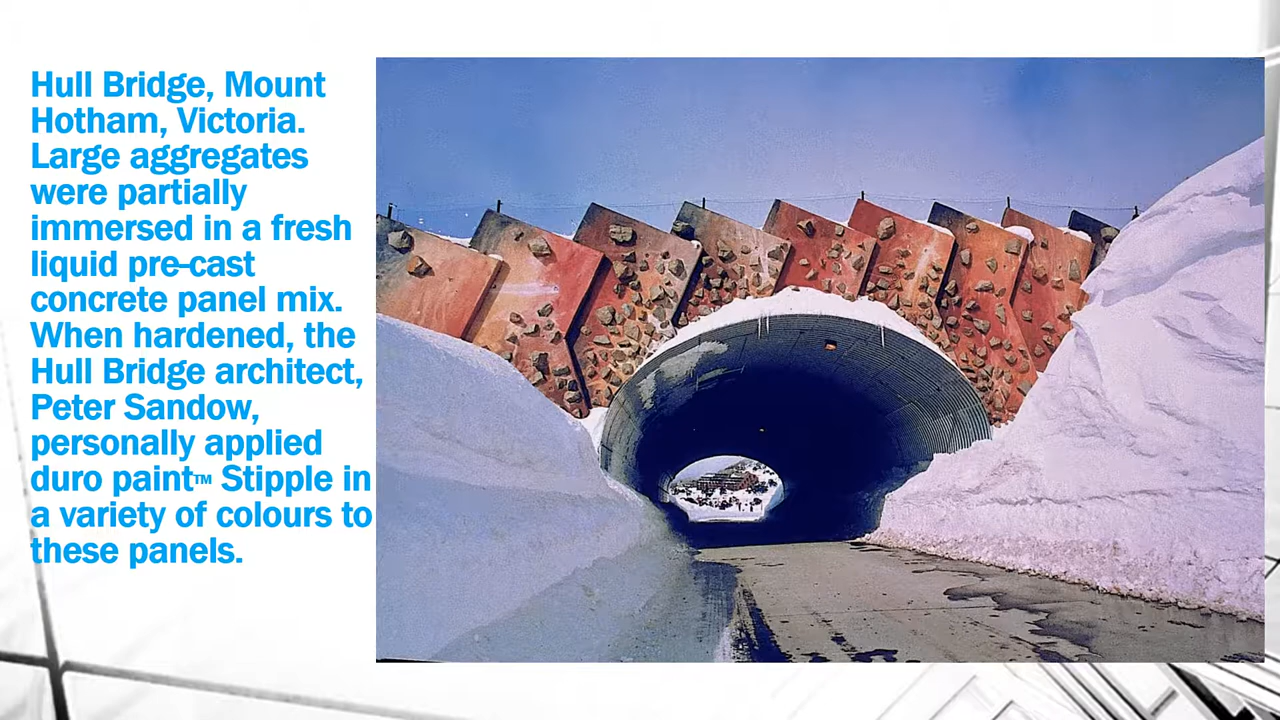 Hull Bridge, Mount
Hotham, Victoria.
Large aggregates
were partially
immersed in a fresh
liquid pre-cast
concrete panel mix.
When hardened, the
Hull Bridge architect,
Peter Sandow,
personally applied
duro paint™ Stipple in
a variety of colours to
these panels.